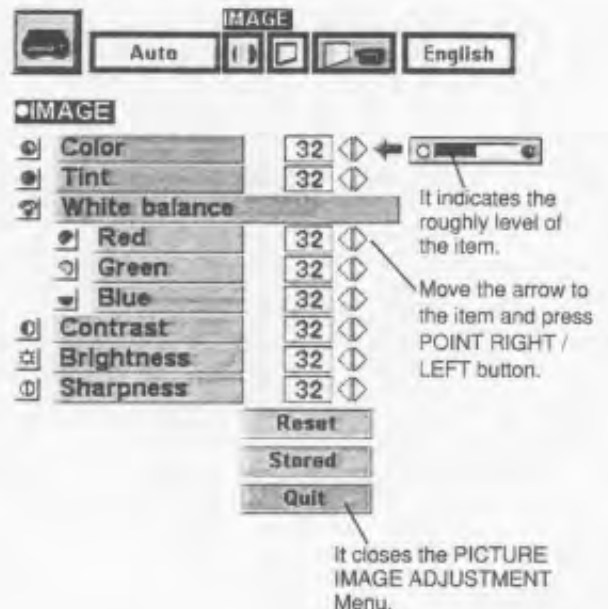 IMAGE
Auto
English
IMAGE
Color 32
It indicates the
roughly level of
the item.
Tint 32
White balance
Red 32
Green 32
Blue 32
Move the arrow to
the item and press
POINT RIGHT /
LEFT button.
Contrast 32
Brightness 32
Sharpness 32
Reset
Stored
Quit
It closes the PICTURE
IMAGE ADJUSTMENT
Menu.